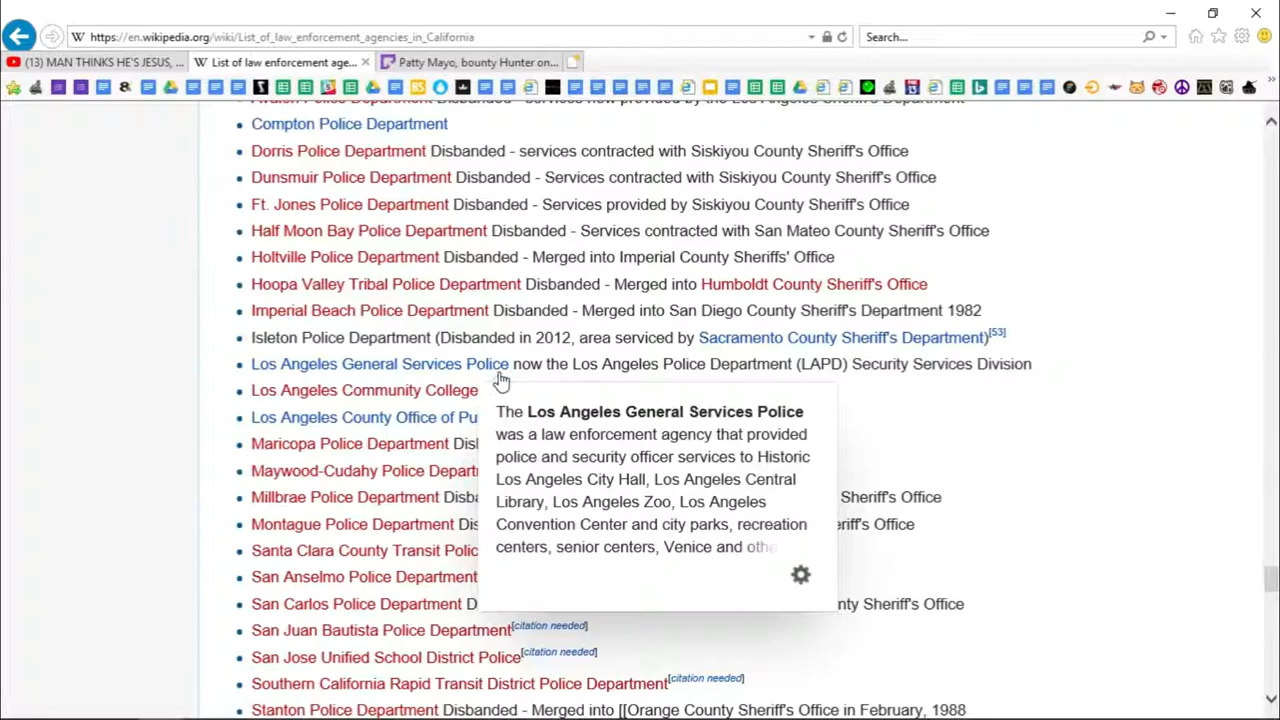 https://en.wikipedia.org/wiki/List_of_law_enforcement_agencies_in_California
Search...
(13) MAN THINKS HE'S JESUS, ...
List of law enforcement age...
Patty Mayo, bounty Hunter on...
Compton Police Department
Dorris Police Department Disbanded - services contracted with Siskiyou County Sheriff's Office
Dunsmuir Police Department Disbanded - Services contracted with Siskiyou County Sheriff's Office
Ft. Jones Police Department Disbanded - Services provided by Siskiyou County Sheriff's Office
Half Moon Bay Police Department Disbanded - Services contracted with San Mateo County Sheriff's Office
Holtville Police Department Disbanded - Merged into Imperial County Sheriffs' Office
Hoopa Valley Tribal Police Department Disbanded - Merged into Humboldt County Sheriff's Office
Imperial Beach Police Department Disbanded - Merged into San Diego County Sheriff's Department 1982
Isleton Police Department (Disbanded in 2012, area serviced by Sacramento County Sheriff's Department)[53]
Los Angeles General Services Police now the Los Angeles Police Department (LAPD) Security Services Division
Los Angeles Community College
Los Angeles County Office of Pu
Maricopa Police Department Dis
Maywood-Cudahy Police Depart
Millbrae Police Department Disb
Sheriff's Office
Montague Police Department Dis
eriff's Office
Santa Clara County Transit Polic
San Anselmo Police Department
San Carlos Police Department D
nty Sheriff's Office
The Los Angeles General Services Police
was a law enforcement agency that provided
police and security officer services to Historic
Los Angeles City Hall, Los Angeles Central
Library, Los Angeles Zoo, Los Angeles
Convention Center and city parks, recreation
centers, senior centers, Venice and othe
San Juan Bautista Police Department[citation needed]
San Jose Unified School District Police[citation needed]
Southern California Rapid Transit District Police Department[citation needed]
Stanton Police Department Disbanded - Merged into [[Orange County Sheriff's Office in February, 1988